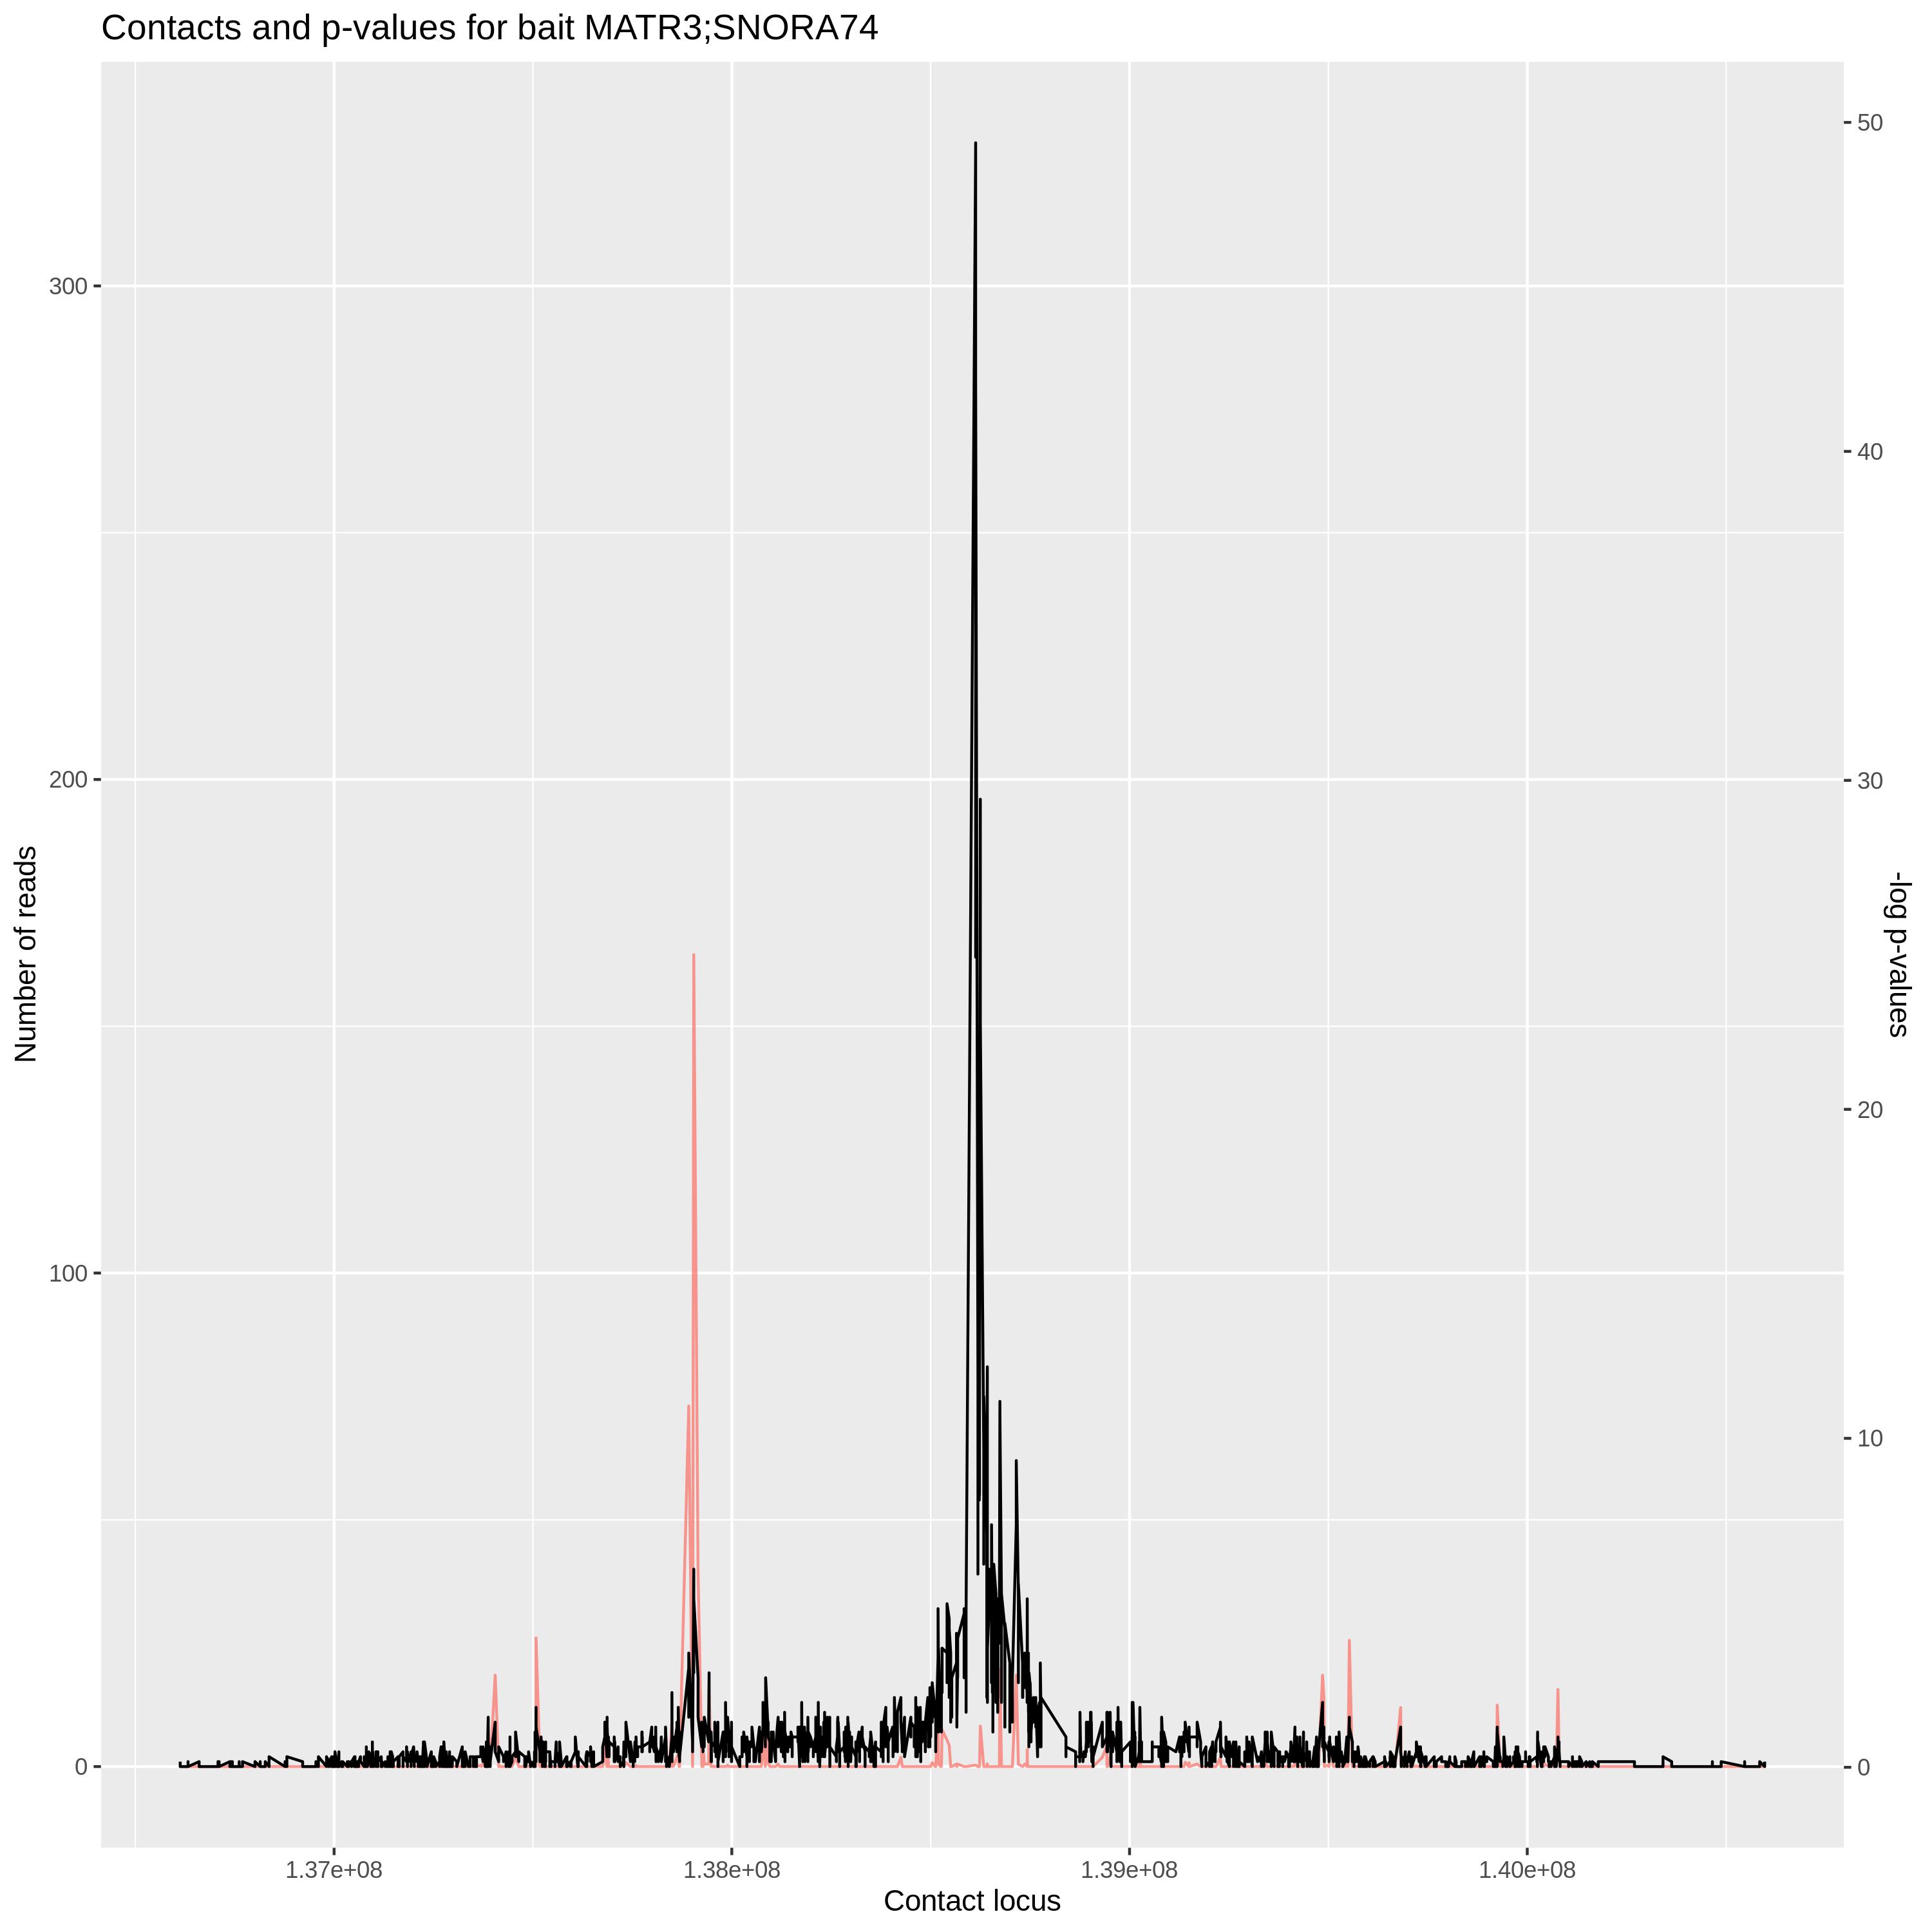 Contacts and p-values for bait MATR3;SNORA74
300
200
100
0
Number of reads
50
40
30
20
10
0
-log p-values
1.37e+08
1.38e+08
1.39e+08
1.40e+08
Contact locus